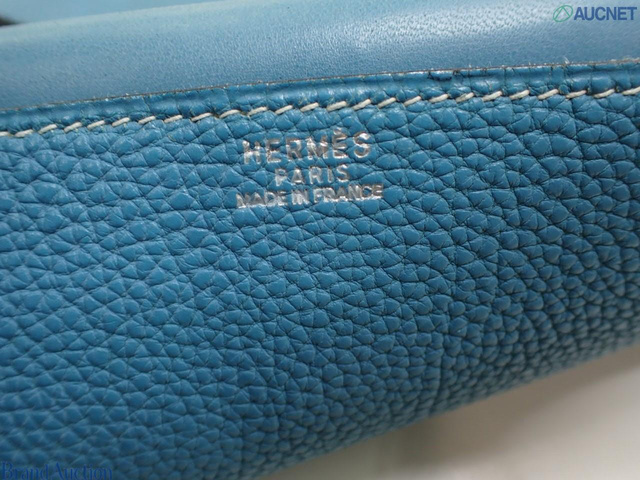 AUCNET
HERMÈS
PARIS
MADE IN FRANCE
Brand Auction